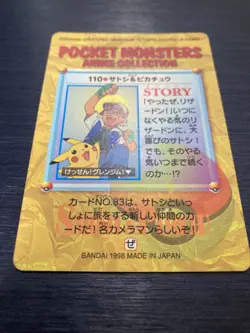 POCKET MONSTERS
ANIME COLLECTION
110●サトシ&ピカチュウ
STORY
「やったぜ、リザ
ードン!」いつに
なくやる気のリ
ザードンに、大
喜びのサトシ!
でも、そのやる
気いつまで続く
のか…!?
(けっせん!グレンジム!)▼
カードNO.83は、サトシといっ
しょに旅をする新しい仲間のカ
ードだ!名カメラマンらしいぞ!
ぜ
BANDAI 1998 MADE IN JAPAN